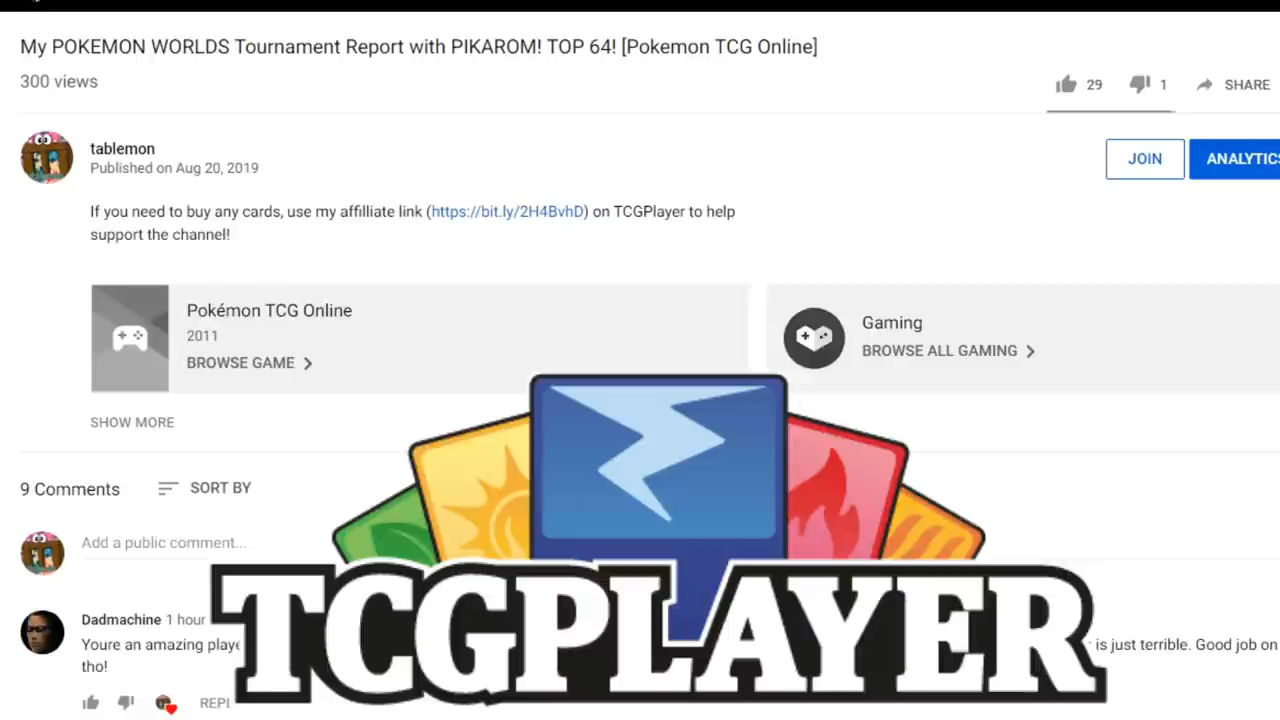 My POKEMON WORLDS Tournament Report with PIKAROM! TOP 64! [Pokemon TCG Online]
300 views
29
1
SHARE
tablemon
Published on Aug 20, 2019
JOIN
ANALYTICS
If you need to buy any cards, use my affilliate link (https://bit.ly/2H4BvhD) on TCGPlayer to help
support the channel!
Pokémon TCG Online
2011
BROWSE GAME
Gaming
BROWSE ALL GAMING
SHOW MORE
9 Comments
SORT BY
Add a public comment...
TCGPLAYER
Dadmachine 1 hour
Youre an amazing playe
is just terrible. Good job on
tho!
REPL